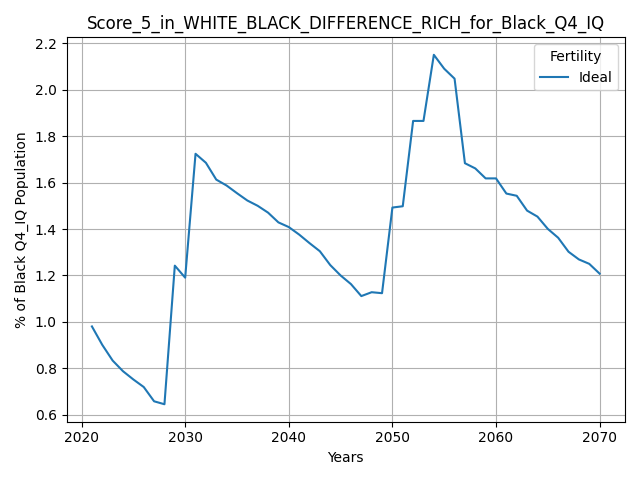 Score_5_in_WHITE_BLACK_DIFFERENCE_RICH_for_Black_Q4_IQ
Fertility
Ideal
% of Black Q4_IQ Population
2.2
2.0
1.8
1.6
1.4
1.2
1.0
0.8
0.6
2020 2030 2040 2050 2060 2070
Years